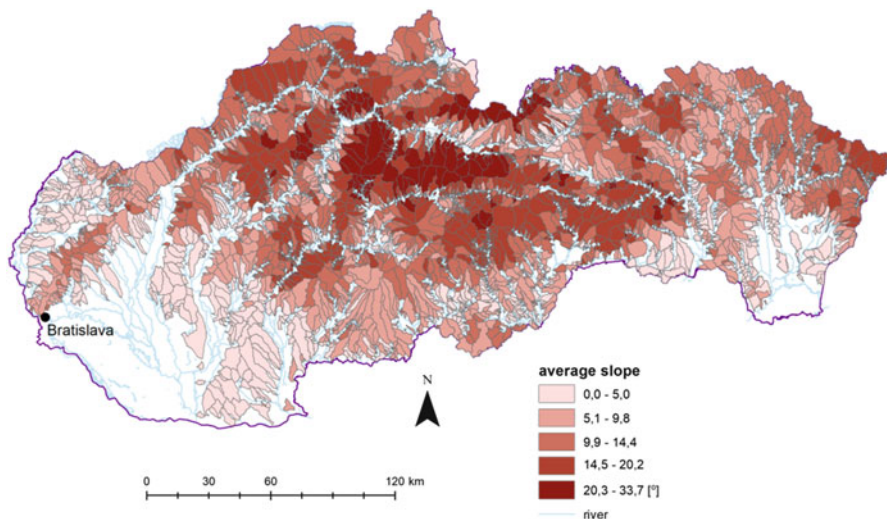 Bratislava
N
average slope
0,0 - 5,0
5,1 - 9,8
9,9 - 14,4
14,5 - 20,2
20,3 - 33,7 [º]
river
0 30 60 120 km